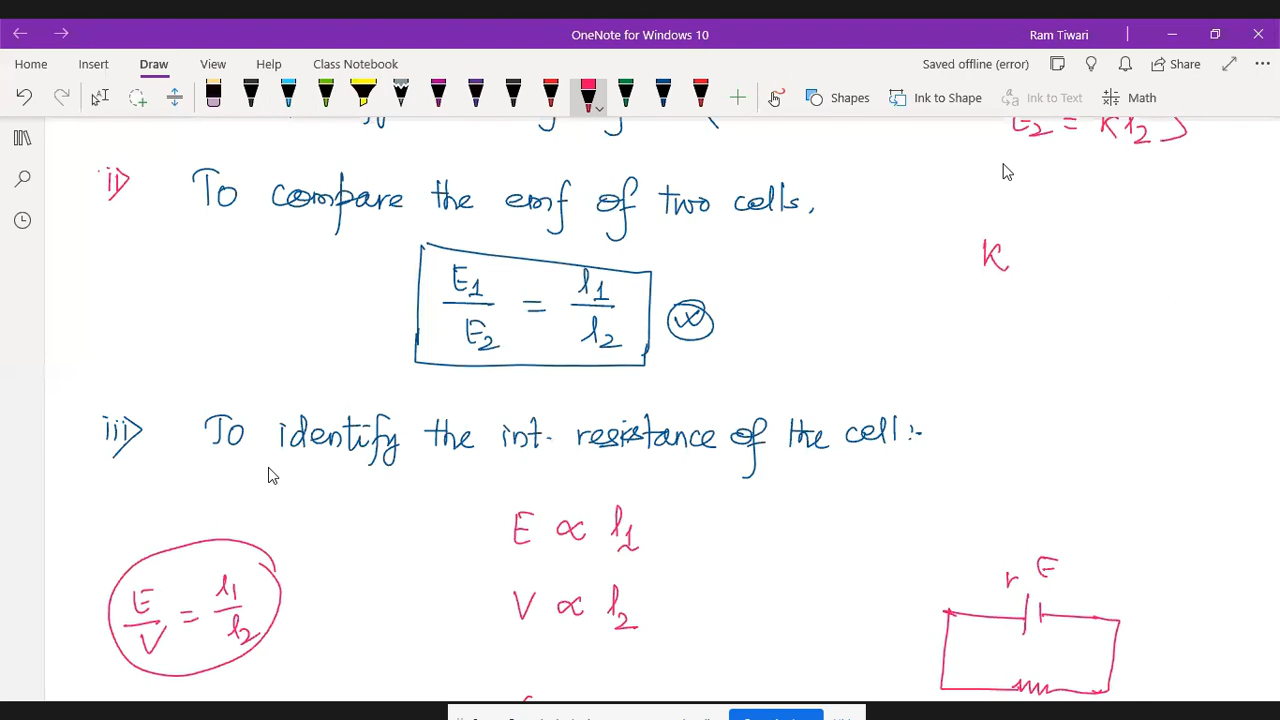 OneNote for Windows 10
Ram Tiwari
Home Insert Draw View Help Class Notebook
Saved offline (error) Share
Shapes Ink to Shape Ink to Text Math
E2 = Kl2 }
ii) To compare the emf of two cells.
K
E1/E2 = l1/l2
iii) To identify the int. resistance of the cell:-
E ∝ l1
r E
E/V = l1/l2
V ∝ l2